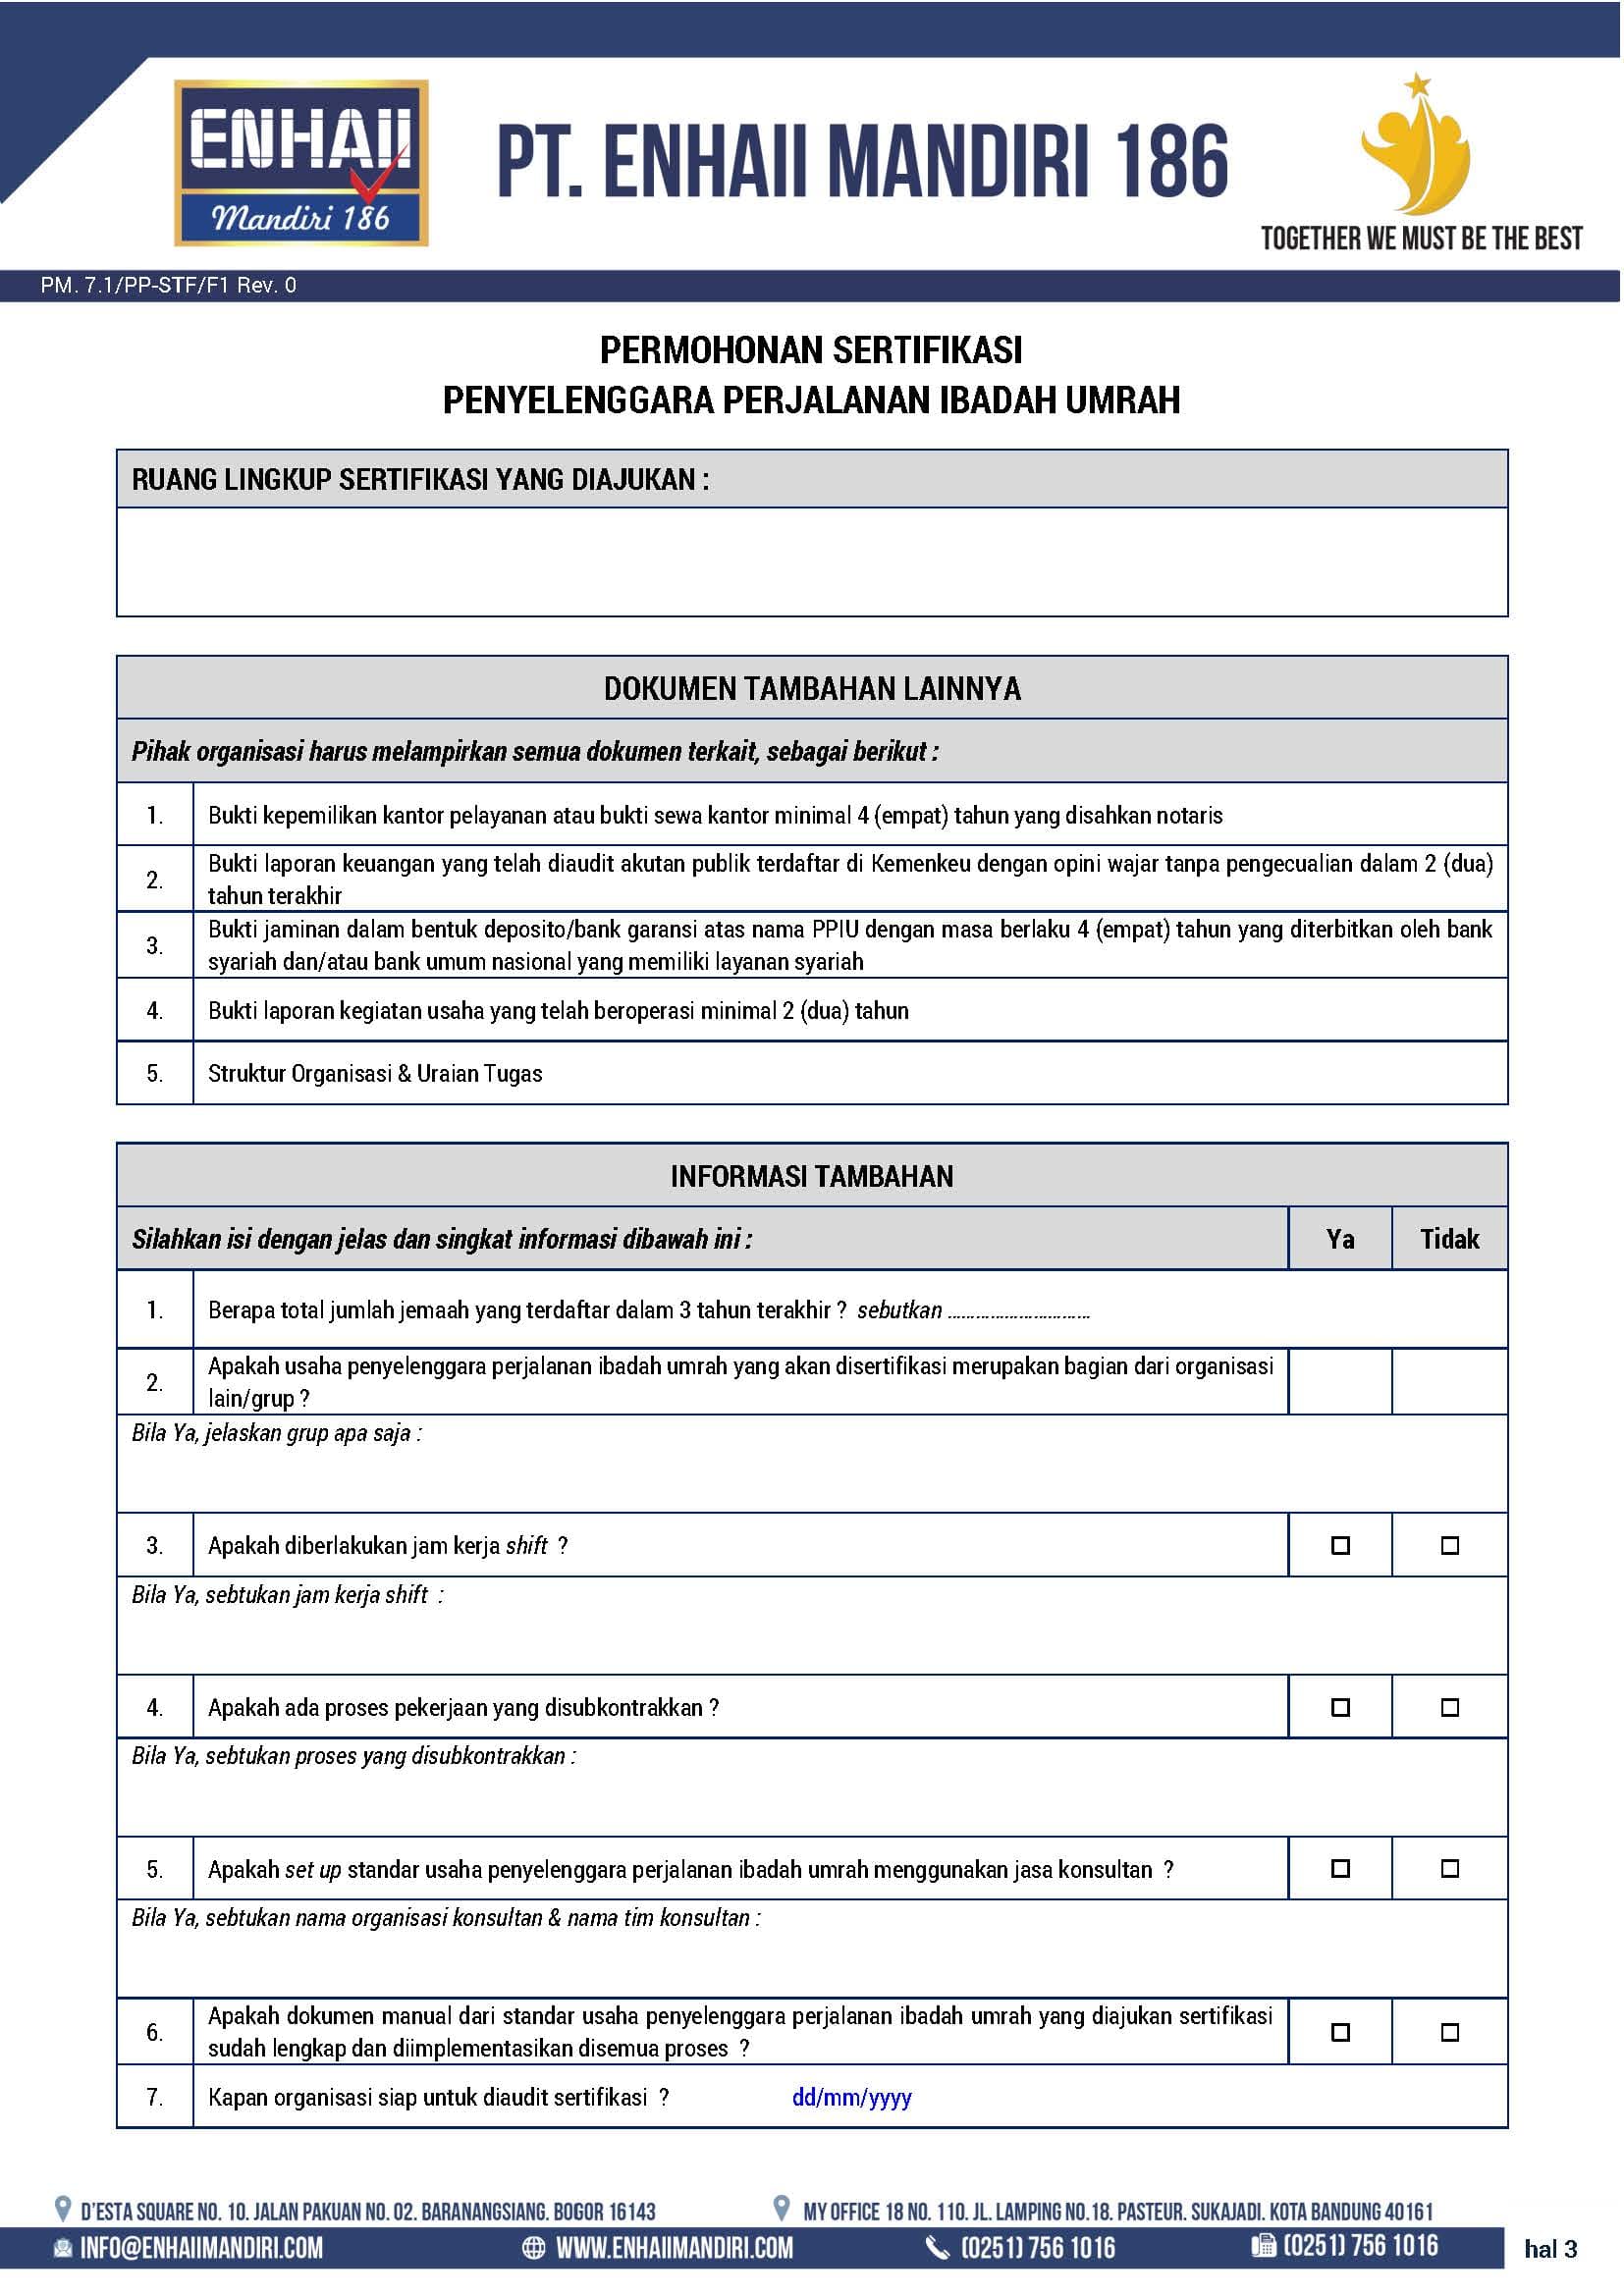 ENHAII
Mandiri 186
PT. ENHAII MANDIRI 186
TOGETHER WE MUST BE THE BEST
PM. 7.1/PP-STF/F1 Rev. 0
PERMOHONAN SERTIFIKASI
PENYELENGGARA PERJALANAN IBADAH UMRAH
RUANG LINGKUP SERTIFIKASI YANG DIAJUKAN :
DOKUMEN TAMBAHAN LAINNYA
Pihak organisasi harus melampirkan semua dokumen terkait, sebagai berikut :
1. Bukti kepemilikan kantor pelayanan atau bukti sewa kantor minimal 4 (empat) tahun yang disahkan notaris
2. Bukti laporan keuangan yang telah diaudit akutan publik terdaftar di Kemenkeu dengan opini wajar tanpa pengecualian dalam 2 (dua)
tahun terakhir
3. Bukti jaminan dalam bentuk deposito/bank garansi atas nama PPIU dengan masa berlaku 4 (empat) tahun yang diterbitkan oleh bank
syariah dan/atau bank umum nasional yang memiliki layanan syariah
4. Bukti laporan kegiatan usaha yang telah beroperasi minimal 2 (dua) tahun
5. Struktur Organisasi & Uraian Tugas
INFORMASI TAMBAHAN
Silahkan isi dengan jelas dan singkat informasi dibawah ini : Ya Tidak
1. Berapa total jumlah jemaah yang terdaftar dalam 3 tahun terakhir ? sebutkan ..............................
2. Apakah usaha penyelenggara perjalanan ibadah umrah yang akan disertifikasi merupakan bagian dari organisasi
lain/grup ?
Bila Ya, jelaskan grup apa saja :
3. Apakah diberlakukan jam kerja shift ? □ □
Bila Ya, sebtukan jam kerja shift :
4. Apakah ada proses pekerjaan yang disubkontrakkan ? □ □
Bila Ya, sebtukan proses yang disubkontrakkan :
5. Apakah set up standar usaha penyelenggara perjalanan ibadah umrah menggunakan jasa konsultan ? □ □
Bila Ya, sebtukan nama organisasi konsultan & nama tim konsultan :
6. Apakah dokumen manual dari standar usaha penyelenggara perjalanan ibadah umrah yang diajukan sertifikasi
sudah lengkap dan diimplementasikan disemua proses ? □ □
7. Kapan organisasi siap untuk diaudit sertifikasi ? dd/mm/yyyy
D'ESTA SQUARE NO. 10. JALAN PAKUAN NO. 02. BARANANGSIANG. BOGOR 16143
MY OFFICE 18 NO. 110. JL. LAMPING NO.18. PASTEUR. SUKAJADI. KOTA BANDUNG 40161
INFO@ENHAIIMANDIRI.COM
WWW.ENHAIIMANDIRI.COM
(0251) 756 1016
(0251) 756 1016
hal 3